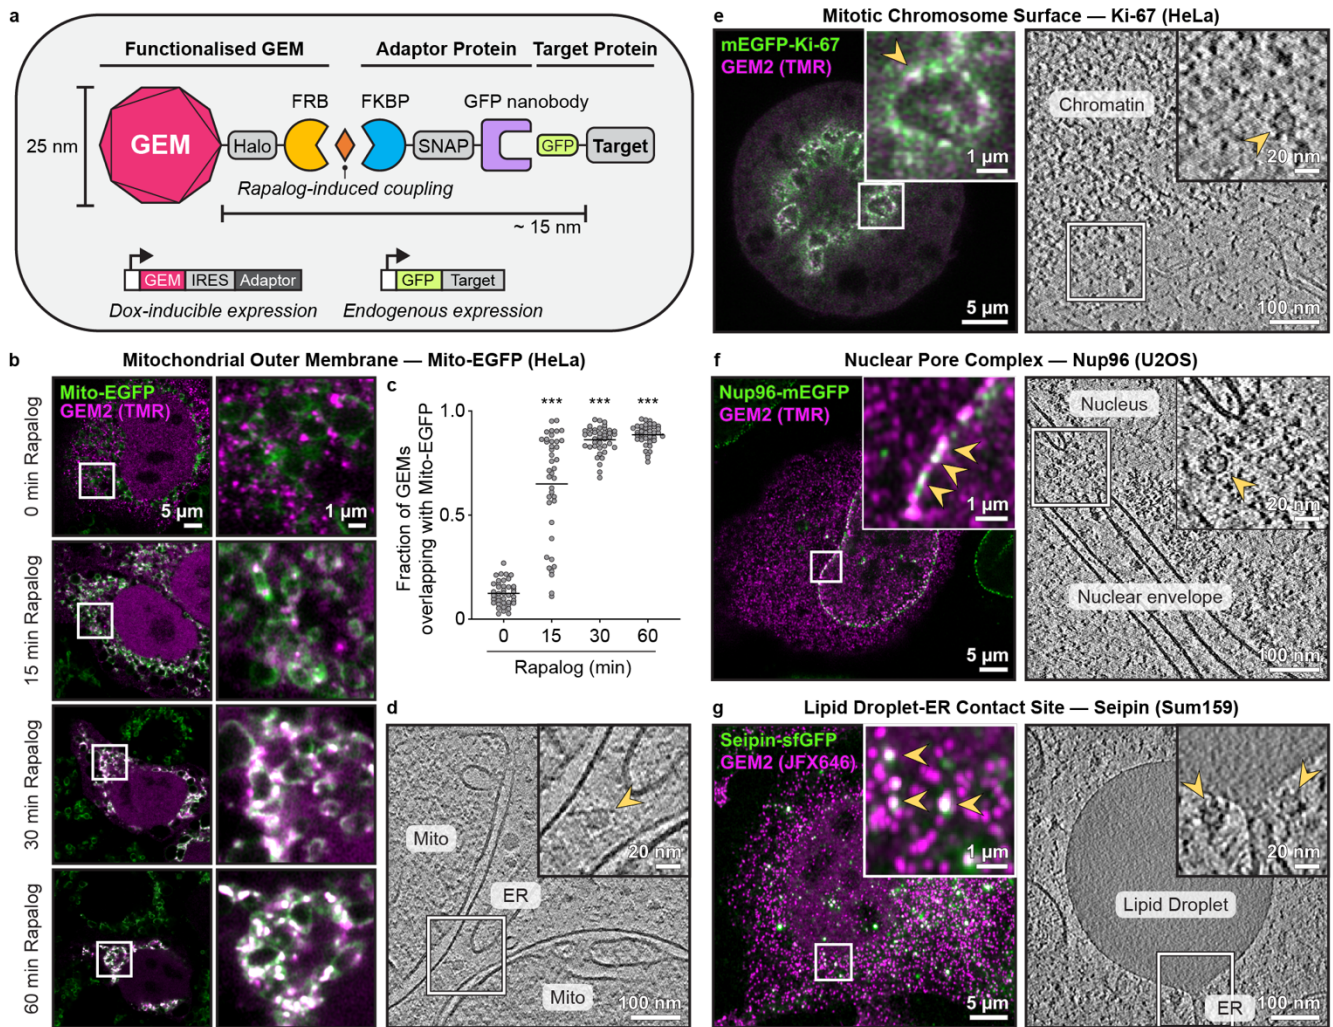 a
Functionalised GEM
Adaptor Protein
Target Protein
FRB
FKBP
GFP nanobody
25 nm
GEM
Halo
SNAP
GFP
Target
Rapalog-induced coupling
~ 15 nm
GEM
IRES
Adaptor
GFP
Target
Dox-inducible expression
Endogenous expression
b
Mitochondrial Outer Membrane — Mito-EGFP (HeLa)
0 min Rapalog
Mito-EGFP
GEM2 (TMR)
5 µm
1 µm
15 min Rapalog
30 min Rapalog
60 min Rapalog
c
Fraction of GEMs
overlapping with Mito-EGFP
1.0
0.5
0
***
***
***
0
15
30
60
Rapalog (min)
d
Mito
ER
Mito
20 nm
100 nm
e
Mitotic Chromosome Surface — Ki-67 (HeLa)
mEGFP-Ki-67
GEM2 (TMR)
1 µm
5 µm
Chromatin
20 nm
100 nm
f
Nuclear Pore Complex — Nup96 (U2OS)
Nup96-mEGFP
GEM2 (TMR)
1 µm
5 µm
Nucleus
20 nm
Nuclear envelope
100 nm
g
Lipid Droplet-ER Contact Site — Seipin (Sum159)
Seipin-sfGFP
GEM2 (JFX646)
1 µm
5 µm
20 nm
Lipid Droplet
ER
100 nm